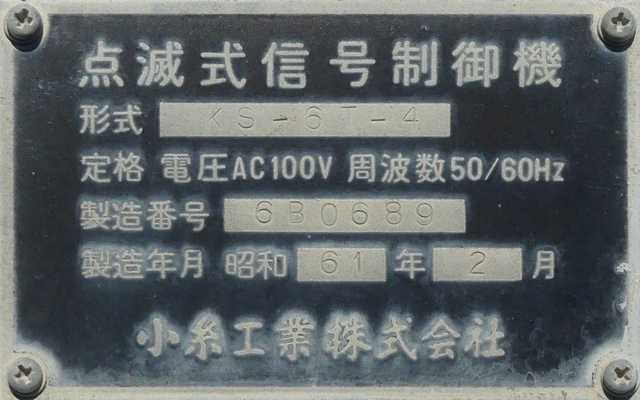 点滅式信号制御機
形式 KS-6T-4
定格 電圧AC100V 周波数50/60Hz
製造番号 6B0689
製造年月 昭和 61 年 2 月
小糸工業株式会社